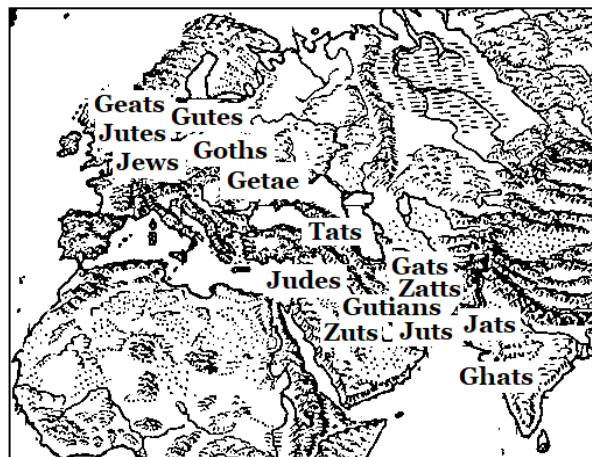 Geats
Gutes
Jutes
Goths
Jews
Getae
Tats
Judes
Gats
Zatts
Gutians
Zuts
Juts
Jats
Ghats